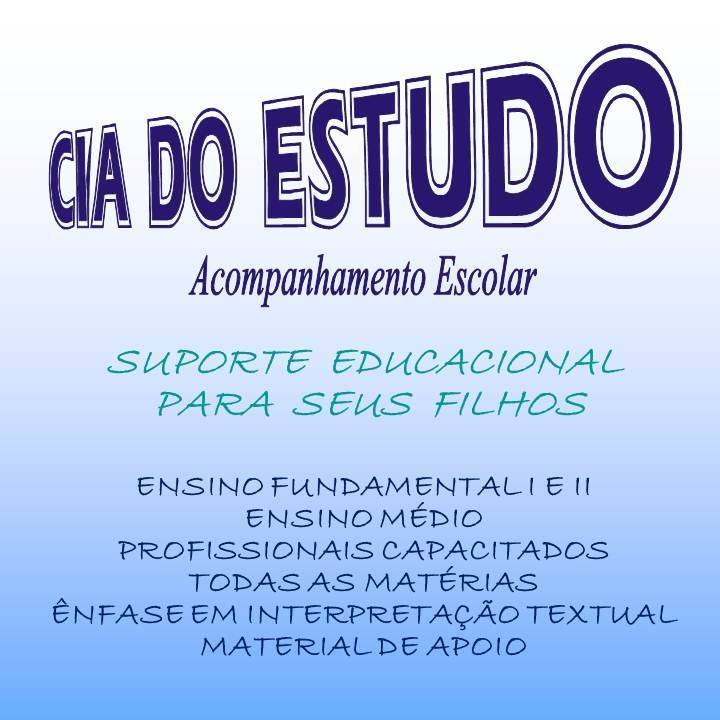 CIA DO ESTUDO
Acompanhamento Escolar
SUPORTE EDUCACIONAL
PARA SEUS FILHOS
ENSINO FUNDAMENTAL I E II
ENSINO MÉDIO
PROFISSIONAIS CAPACITADOS
TODAS AS MATÉRIAS
ÊNFASE EM INTERPRETAÇÃO TEXTUAL
MATERIAL DE APOIO